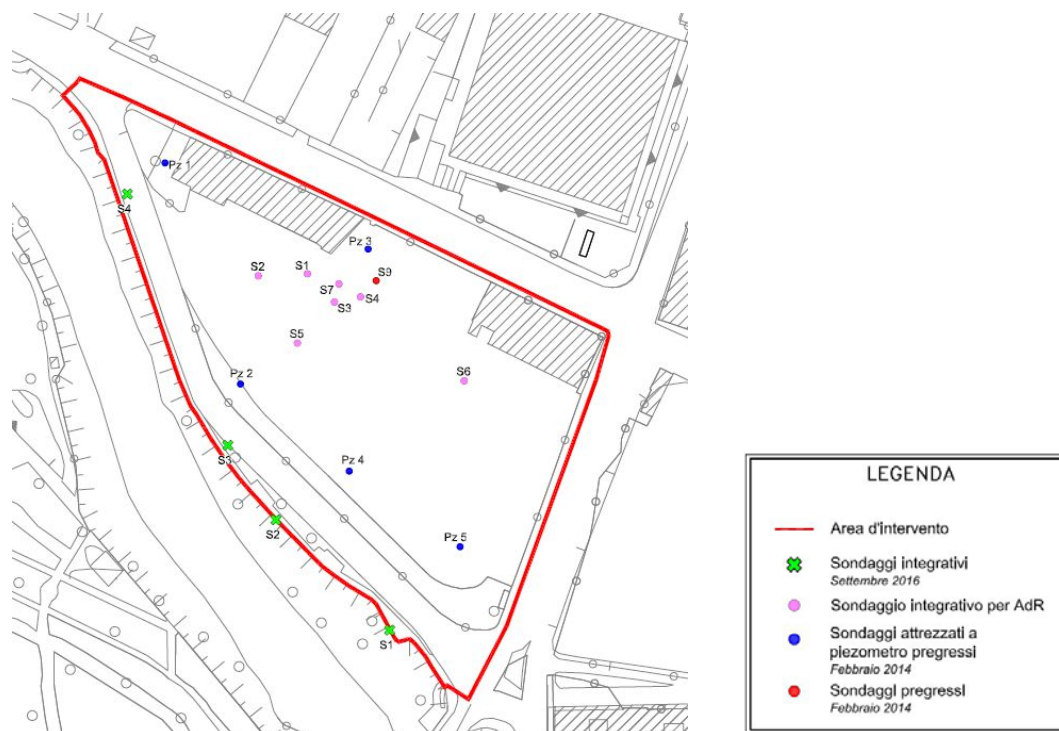 Pz 1
S4
Pz 3
S2
S1
S9
S7
S4
S3
S5
Pz 2
S6
S3
Pz 4
S2
Pz 5
S1
LEGENDA
Area d'intervento
Sondaggi integrativi
Settembre 2016
Sondaggio integrativo per AdR
Sondaggi attrezzati a
piezometro pregressi
Febbraio 2014
Sondaggi pregressi
Febbraio 2014